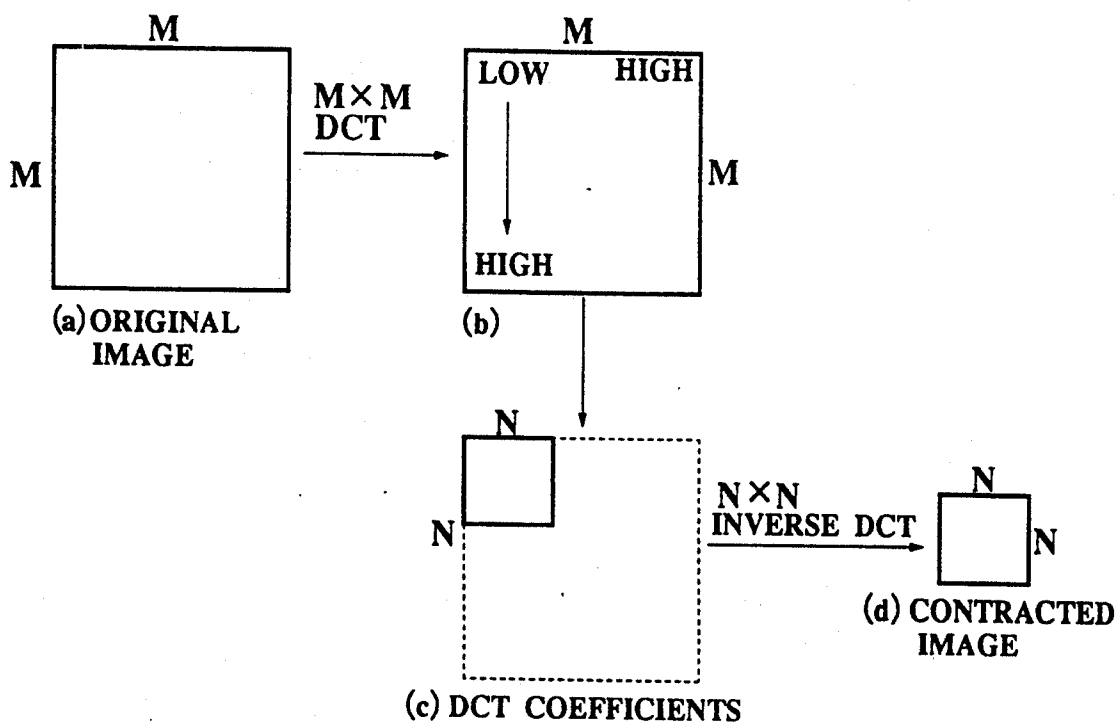 M
M
M×M
DCT
(a) ORIGINAL
IMAGE
M
LOW HIGH
M
HIGH
(b)
N
N
(c) DCT COEFFICIENTS
N×N
INVERSE DCT
N
N
(d) CONTRACTED
IMAGE